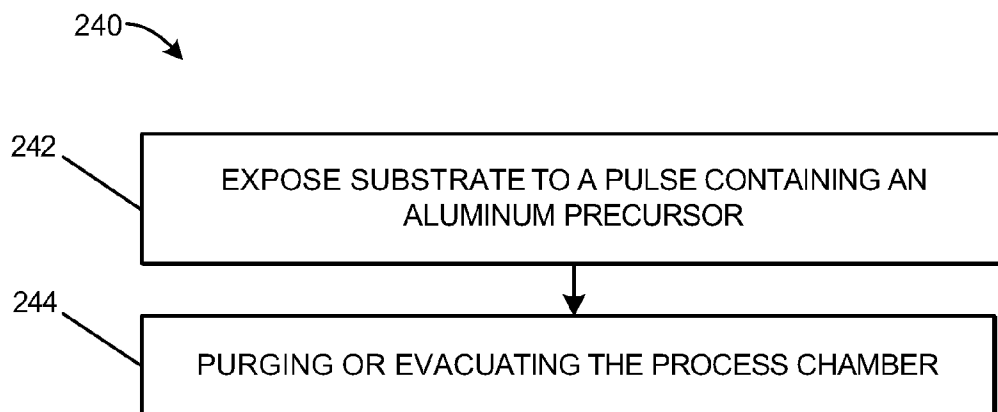 240
242
EXPOSE SUBSTRATE TO A PULSE CONTAINING AN
ALUMINUM PRECURSOR
244
PURGING OR EVACUATING THE PROCESS CHAMBER